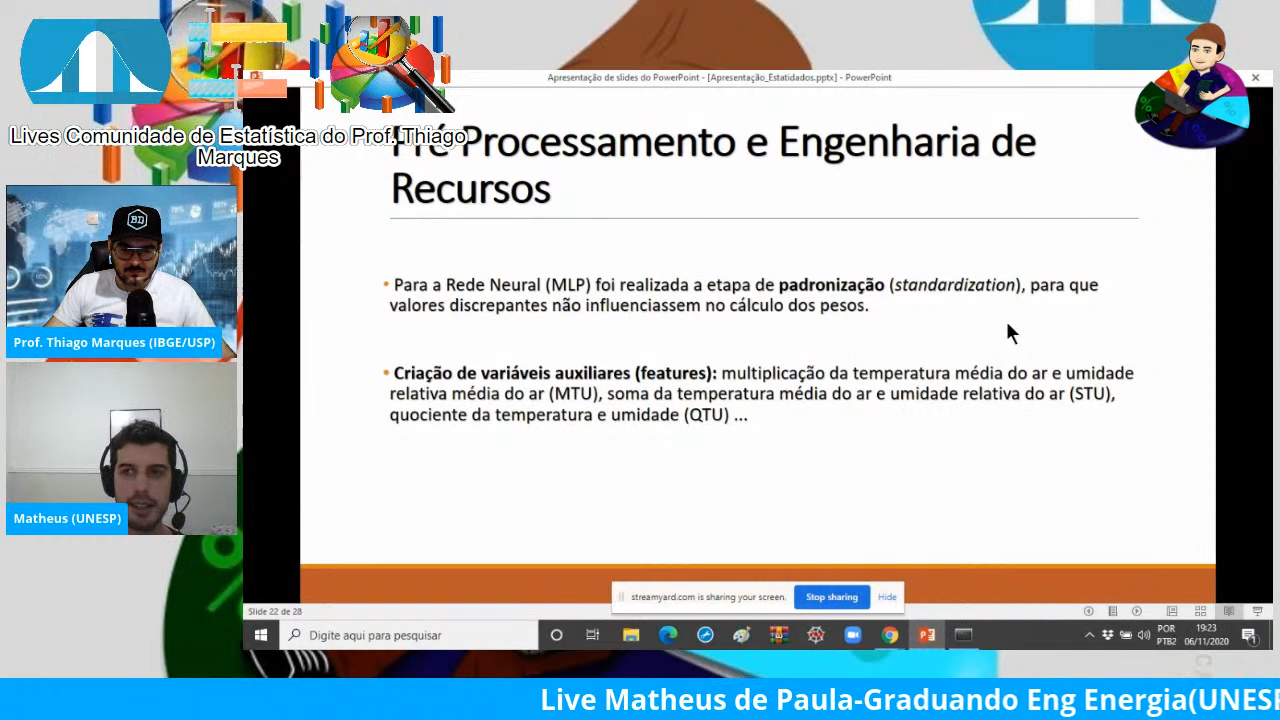 Lives Comunidade de Estatística do Prof. Thiago
Marques
Apresentação de slides do PowerPoint - [Apresentação_Estatidados.pptx] - PowerPoint
Pré Processamento e Engenharia de
Recursos
• Para a Rede Neural (MLP) foi realizada a etapa de padronização (standardization), para que
valores discrepantes não influenciassem no cálculo dos pesos.
• Criação de variáveis auxiliares (features): multiplicação da temperatura média do ar e umidade
relativa média do ar (MTU), soma da temperatura média do ar e umidade relativa do ar (STU),
quociente da temperatura e umidade (QTU) ...
BD
Prof. Thiago Marques (IBGE/USP)
Matheus (UNESP)
streamyard.com is sharing your screen.
Stop sharing
Hide
Slide 22 de 28
Digite aqui para pesquisar
POR
PTB2
19:23
06/11/2020
Live Matheus de Paula-Graduando Eng Energia(UNESP